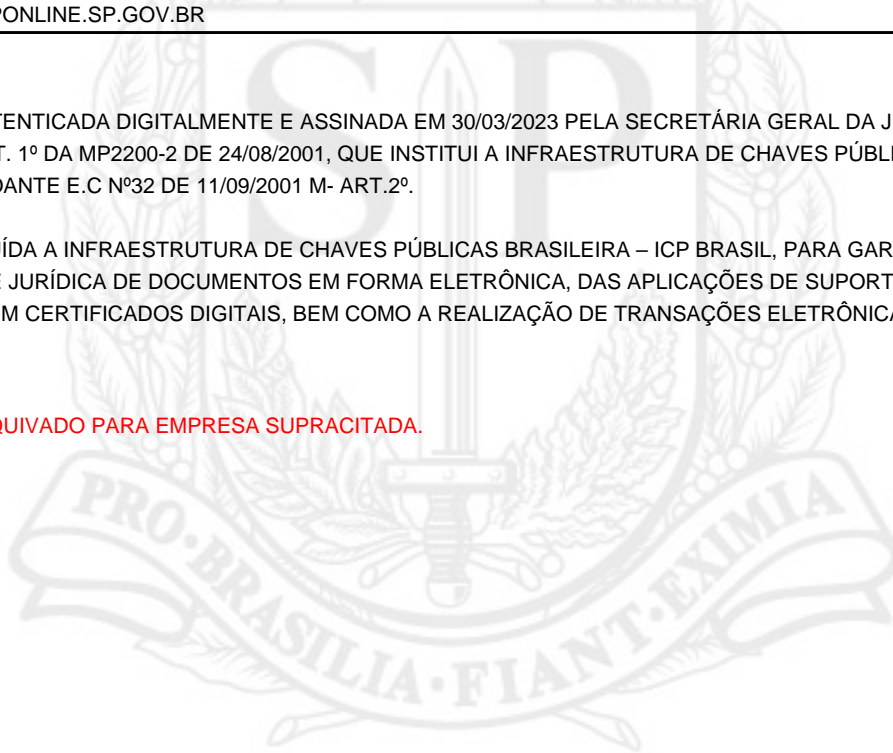 PONLINE.SP.GOV.BR
TENTICADA DIGITALMENTE E ASSINADA EM 30/03/2023 PELA SECRETÁRIA GERAL DA J
T. 1º DA MP2200-2 DE 24/08/2001, QUE INSTITUI A INFRAESTRUTURA DE CHAVES PÚBLI
DANTE E.C Nº32 DE 11/09/2001 M- ART.2º.
UÍDA A INFRAESTRUTURA DE CHAVES PÚBLICAS BRASILEIRA – ICP BRASIL, PARA GAR
E JURÍDICA DE DOCUMENTOS EM FORMA ELETRÔNICA, DAS APLICAÇÕES DE SUPORT
M CERTIFICADOS DIGITAIS, BEM COMO A REALIZAÇÃO DE TRANSAÇÕES ELETRÔNICA
QUIVADO PARA EMPRESA SUPRACITADA.
SP
PRO·BRASILIA·FIANT·EXIMIA